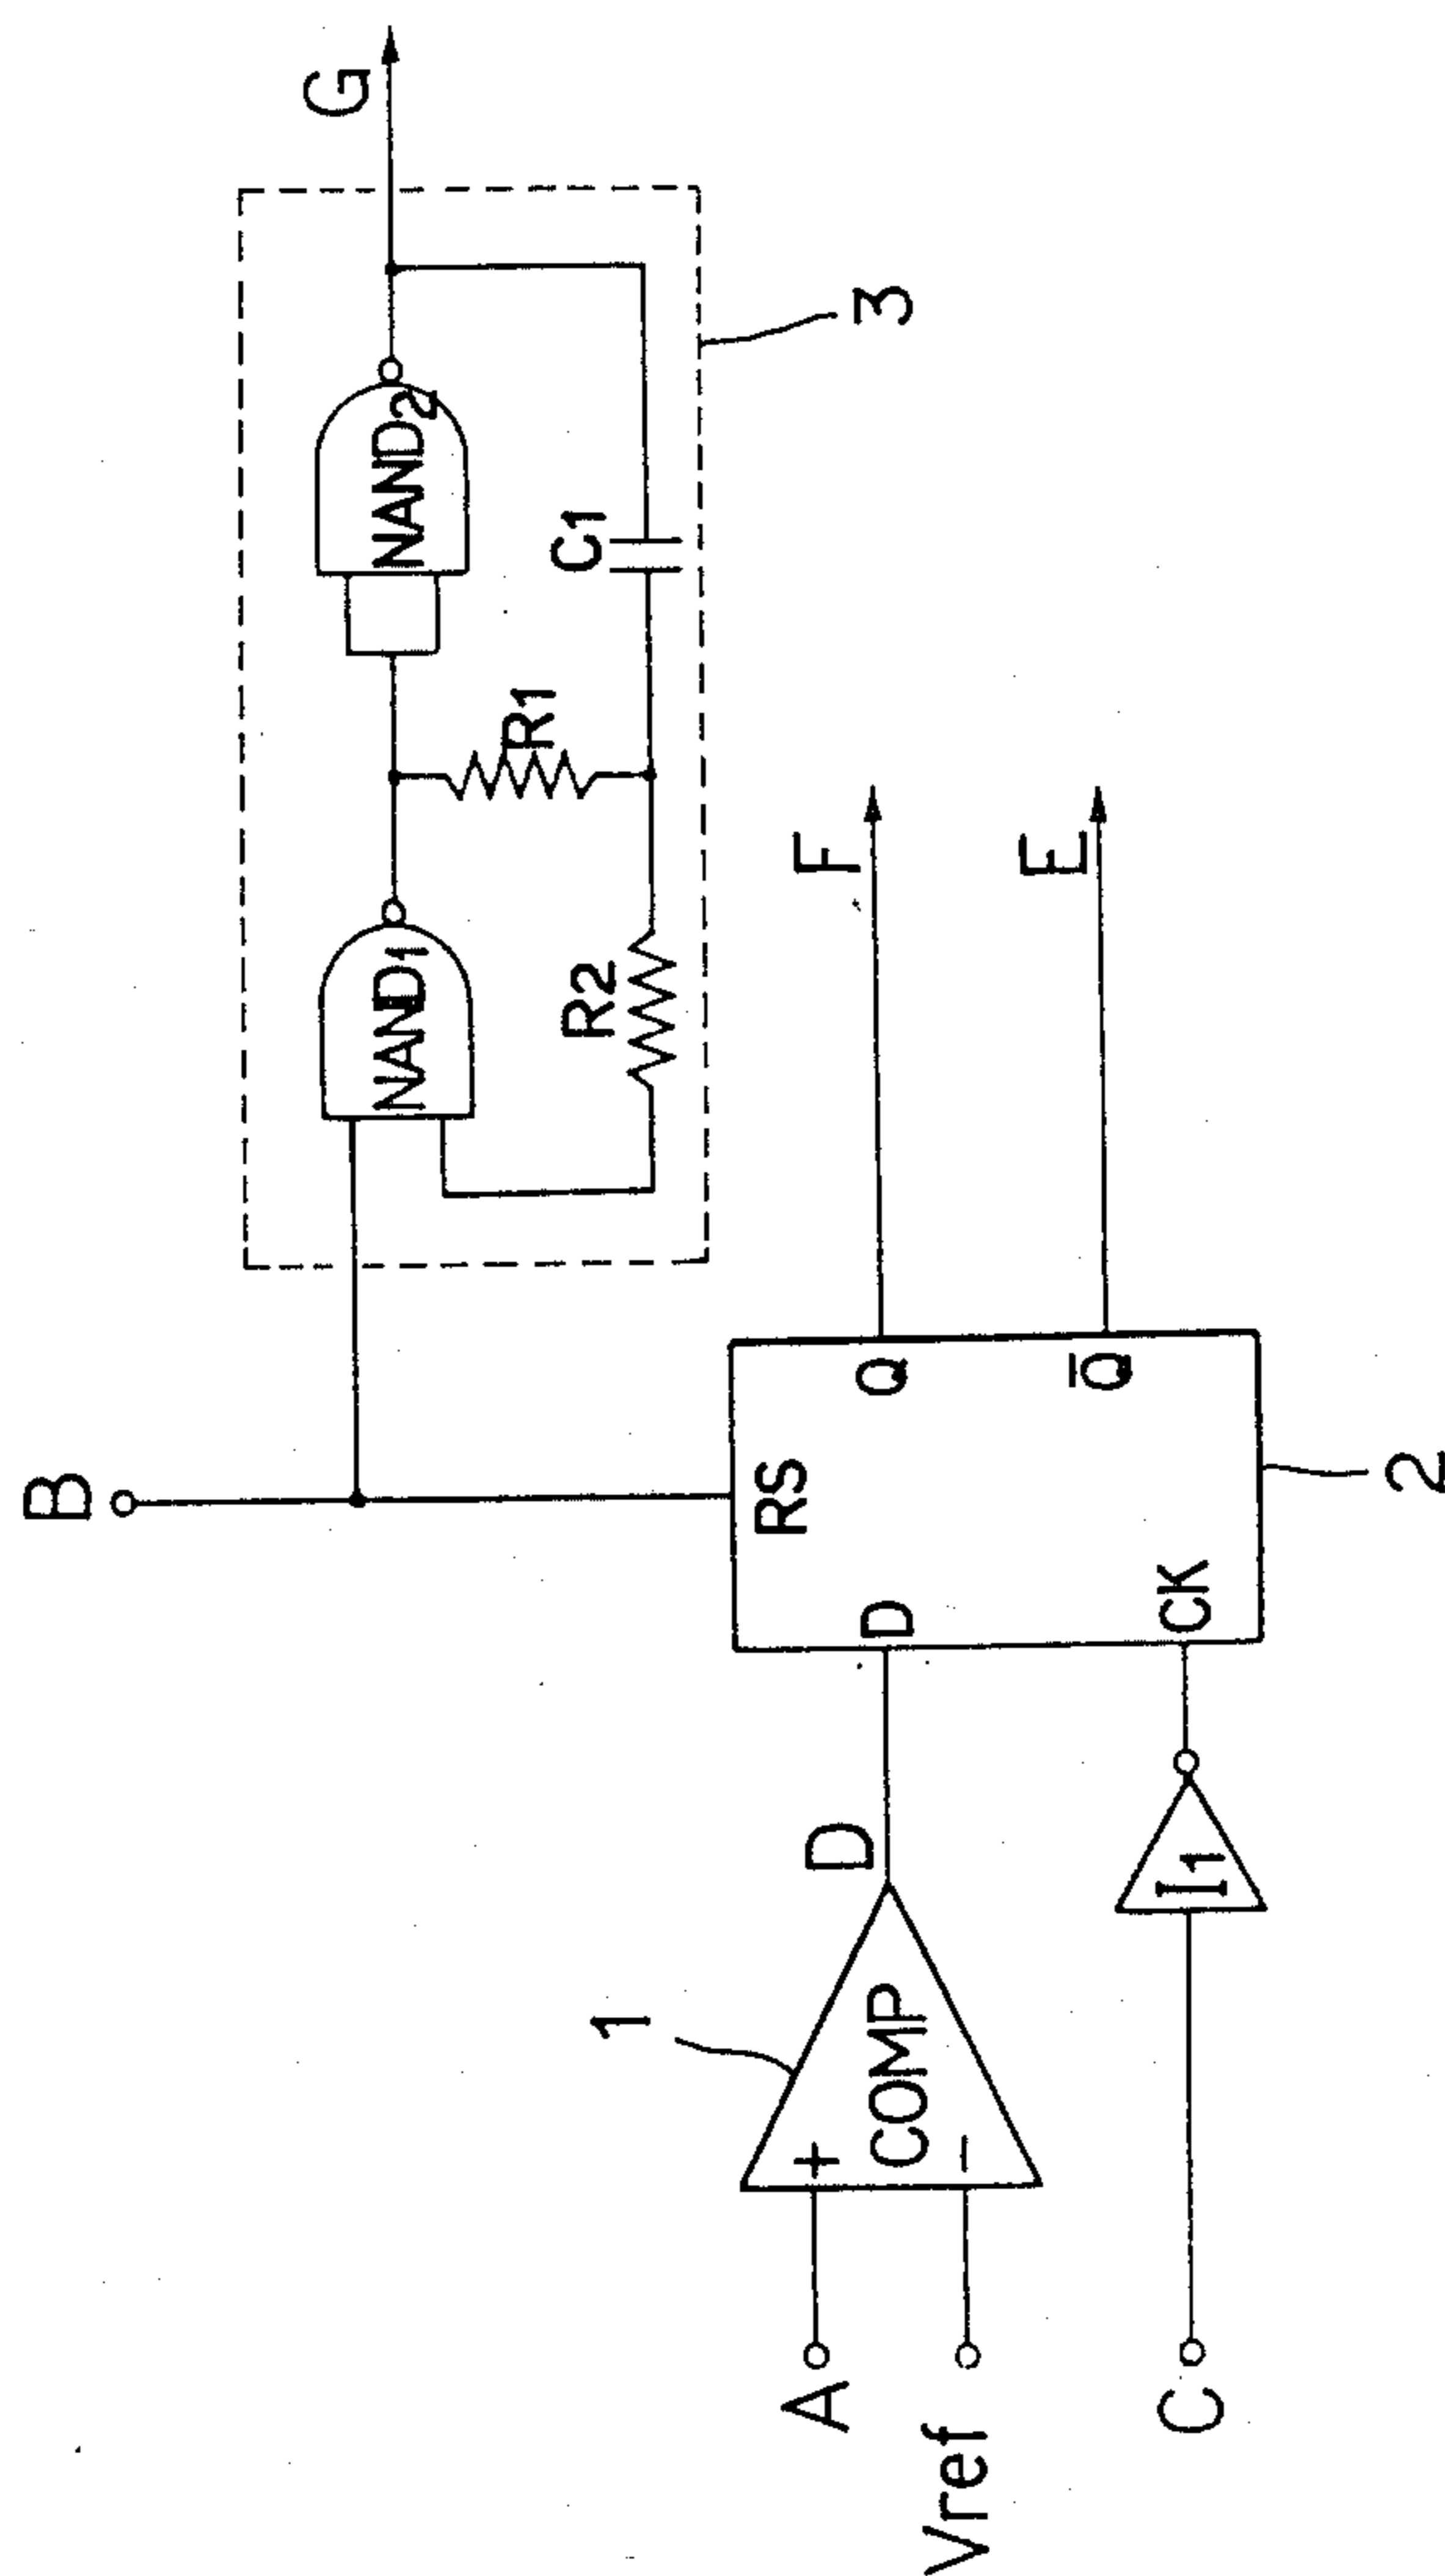 B
G
NAND1
NAND2
R1
R2
C1
3
A
Vref
C
+
−
COMP
1
D
I1
D
CK
RS
Q
Q̄
2
F
E